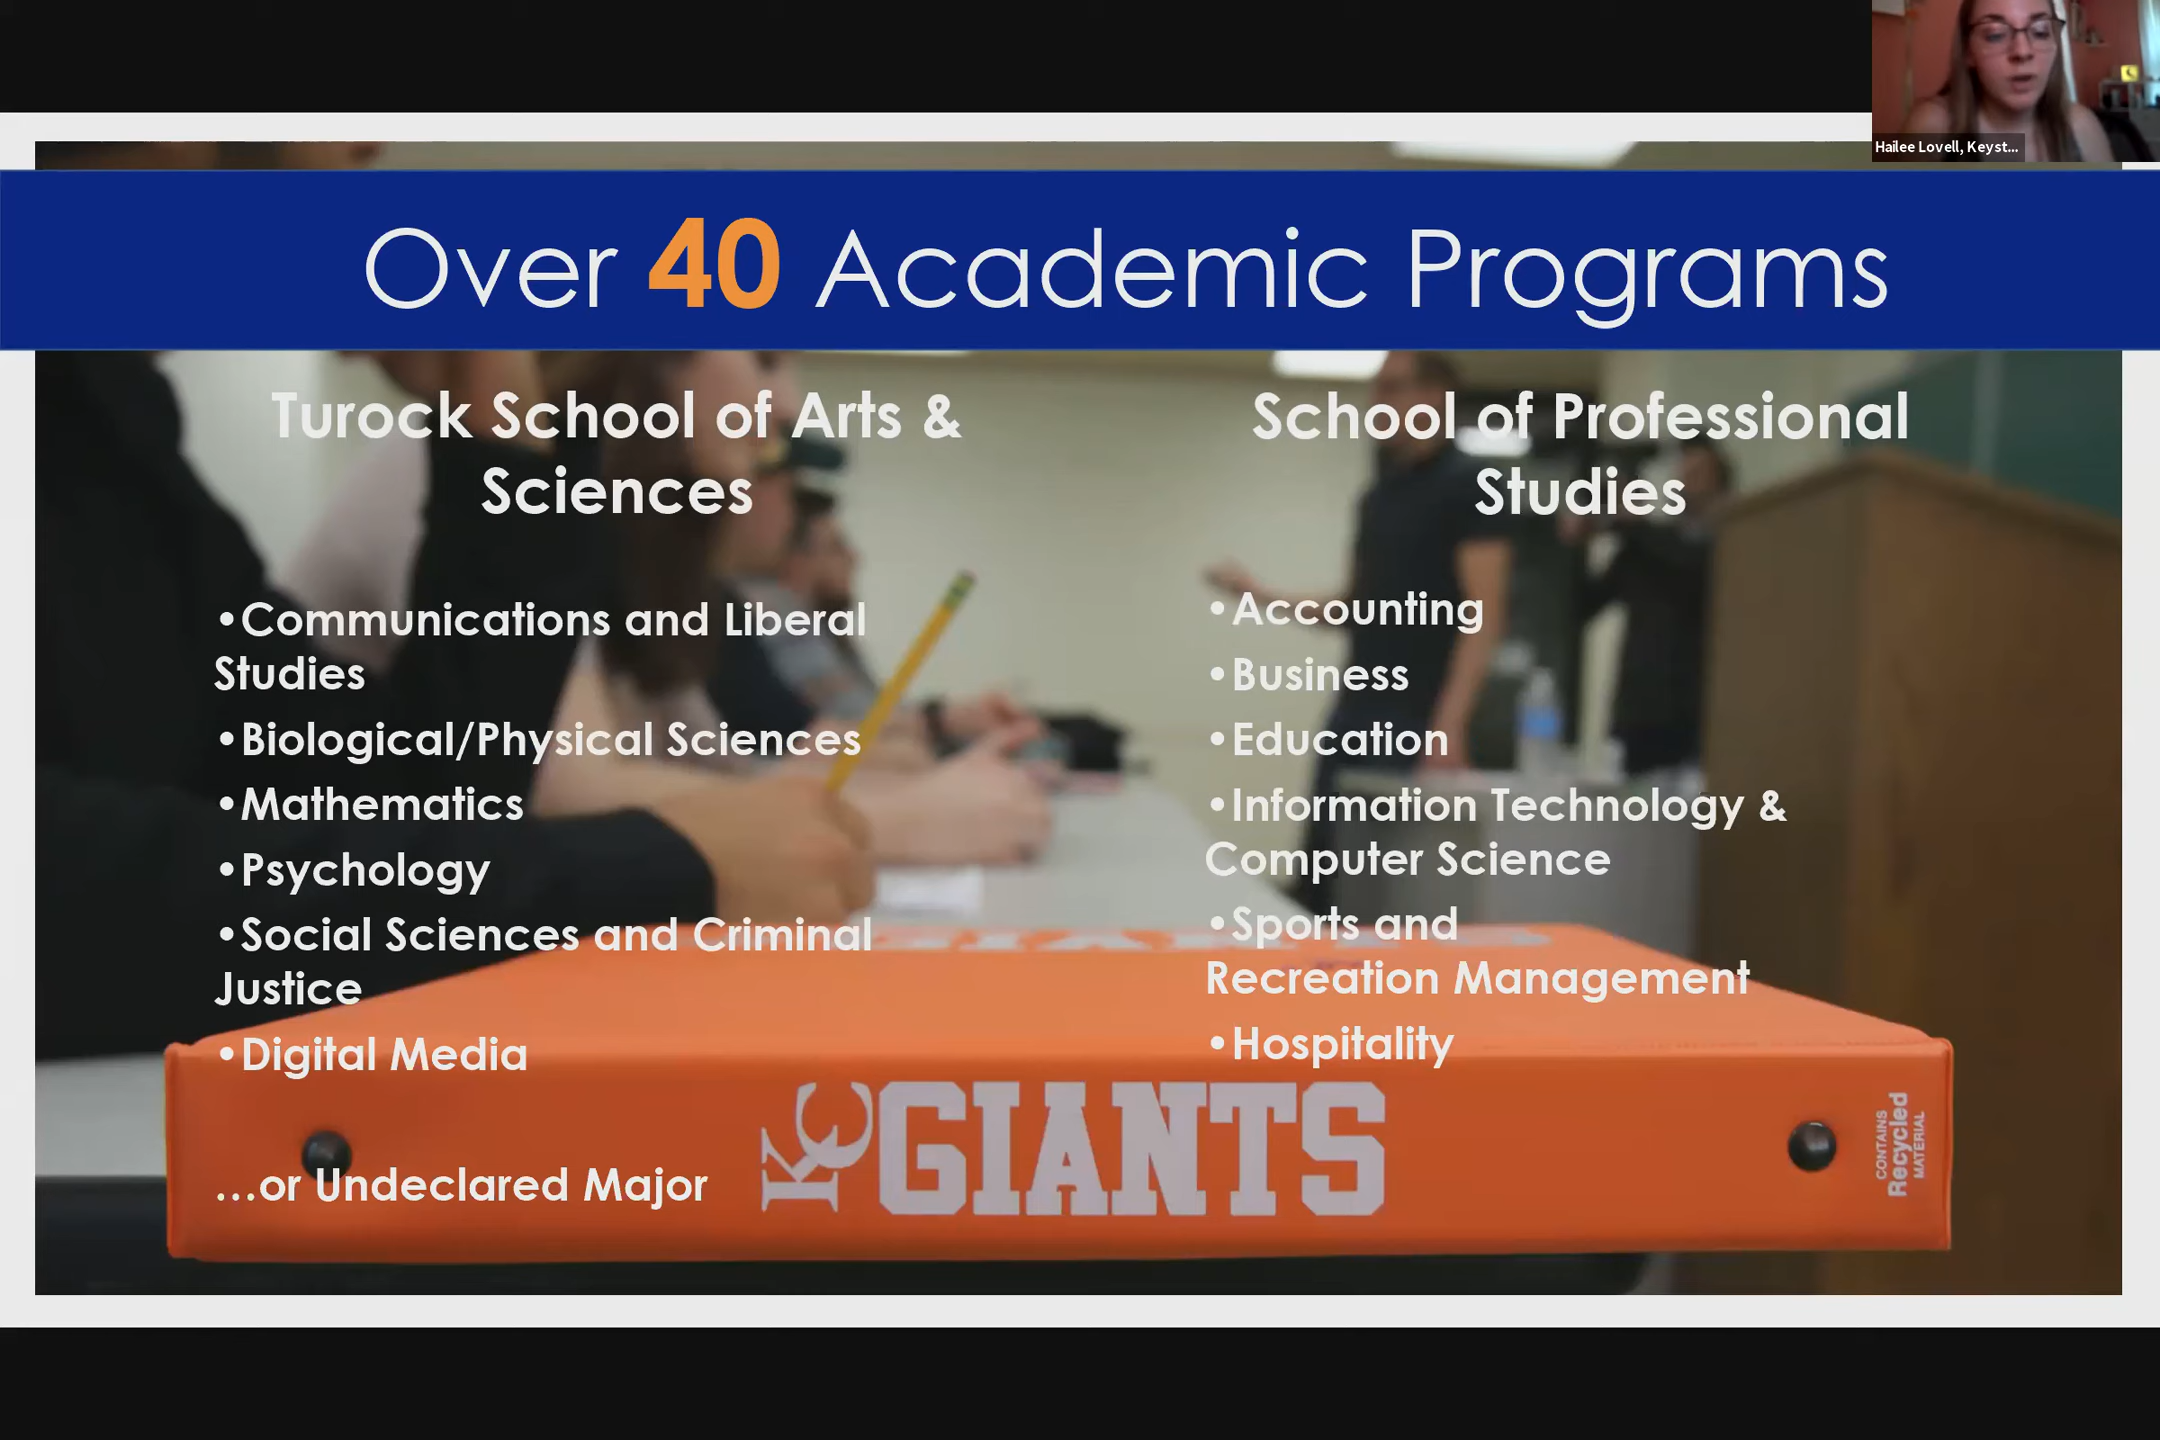 Hailee Lovell, Keyst...
Over 40 Academic Programs
Turock School of Arts &
Sciences
•Communications and Liberal
Studies
•Biological/Physical Sciences
•Mathematics
•Psychology
•Social Sciences and Criminal
Justice
•Digital Media
...or Undeclared Major
School of Professional
Studies
•Accounting
•Business
•Education
•Information Technology &
Computer Science
•Sports and
Recreation Management
•Hospitality
KC GIANTS
CONTAINS
Recycled
MATERIAL